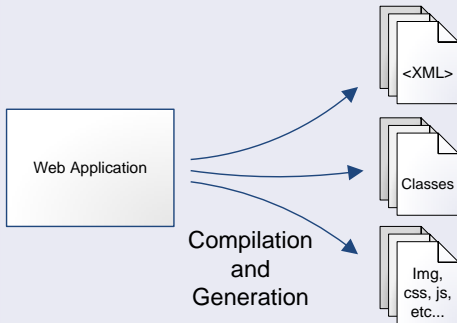 <XML>
Web Application
Classes
Compilation
and
Generation
Img,
css, js,
etc...